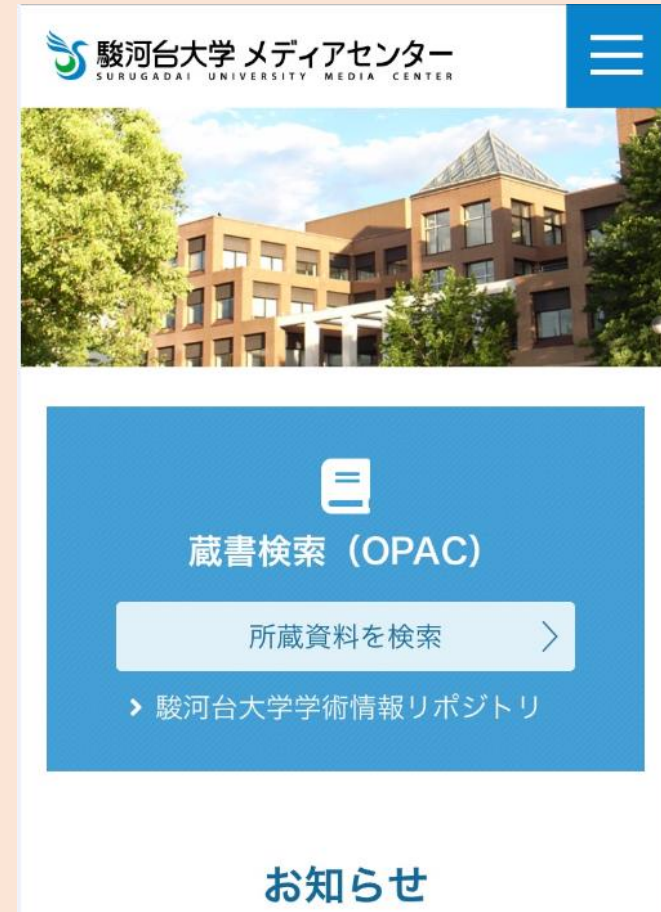 駿河台大学 メディアセンター
SURUGADAI UNIVERSITY MEDIA CENTER
蔵書検索（OPAC）
所蔵資料を検索
駿河台大学学術情報リポジトリ
お知らせ